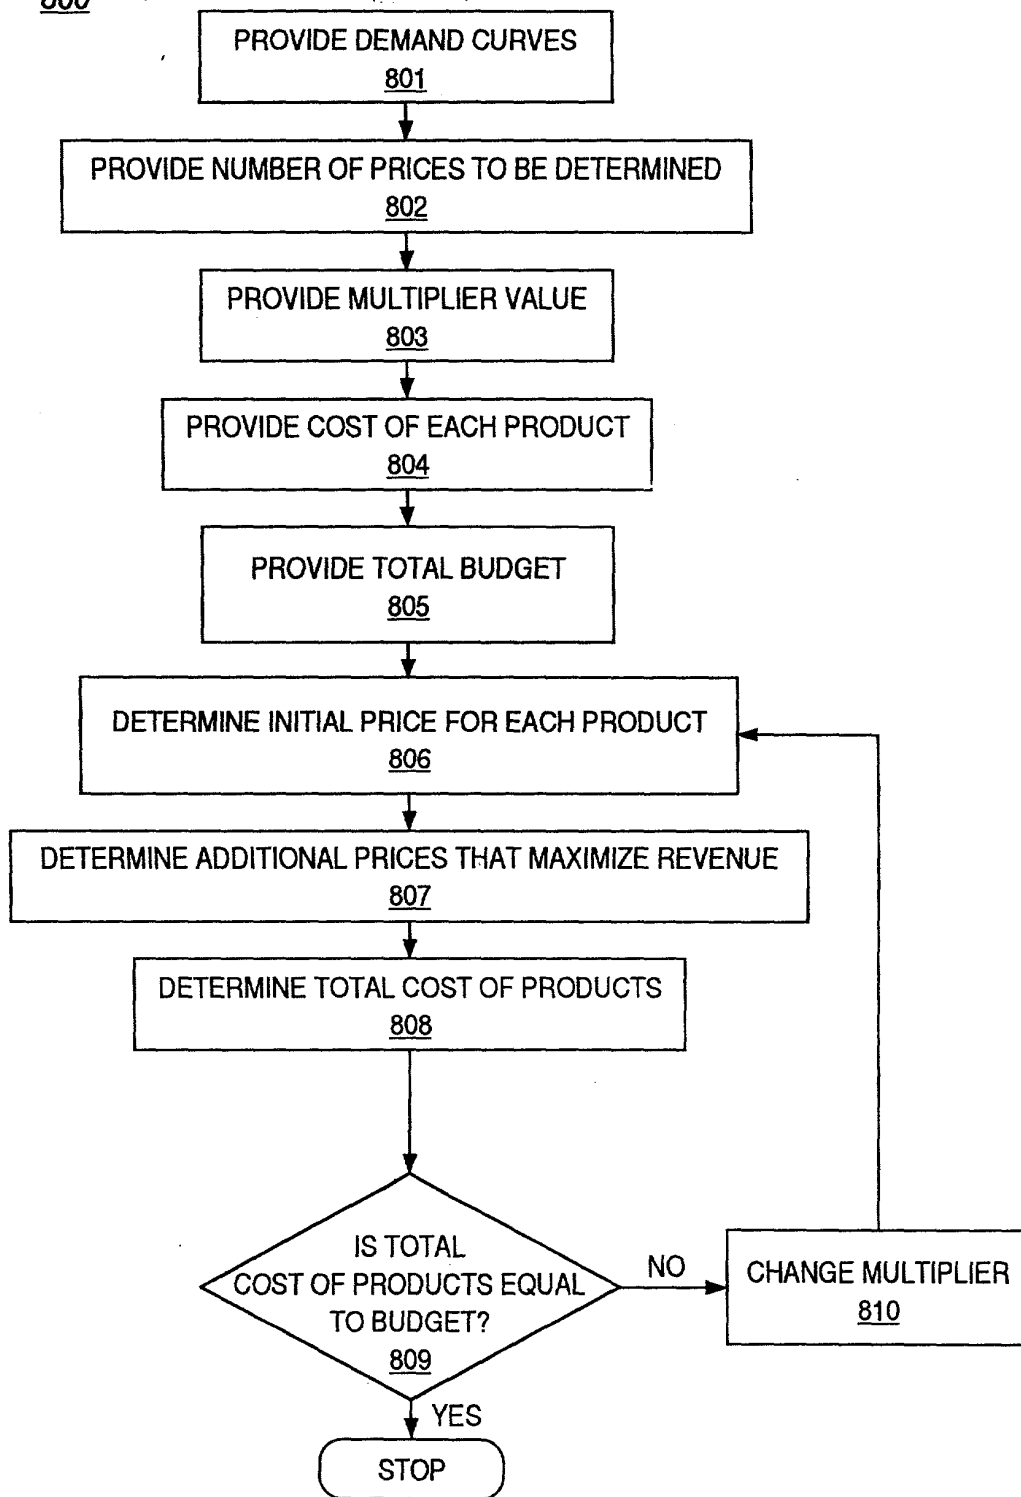 800
PROVIDE DEMAND CURVES
801
PROVIDE NUMBER OF PRICES TO BE DETERMINED
802
PROVIDE MULTIPLIER VALUE
803
PROVIDE COST OF EACH PRODUCT
804
PROVIDE TOTAL BUDGET
805
DETERMINE INITIAL PRICE FOR EACH PRODUCT
806
DETERMINE ADDITIONAL PRICES THAT MAXIMIZE REVENUE
807
DETERMINE TOTAL COST OF PRODUCTS
808
IS TOTAL
COST OF PRODUCTS EQUAL
TO BUDGET?
809
NO
CHANGE MULTIPLIER
810
YES
STOP